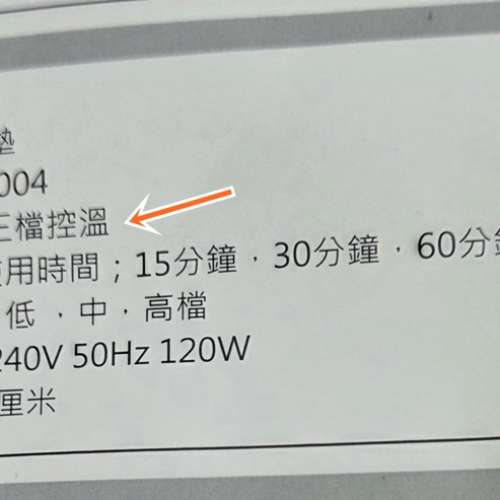 墊
004
三檔控溫
使用時間；15分鐘，30分鐘，60分鐘
低，中，高檔
240V 50Hz 120W
厘米